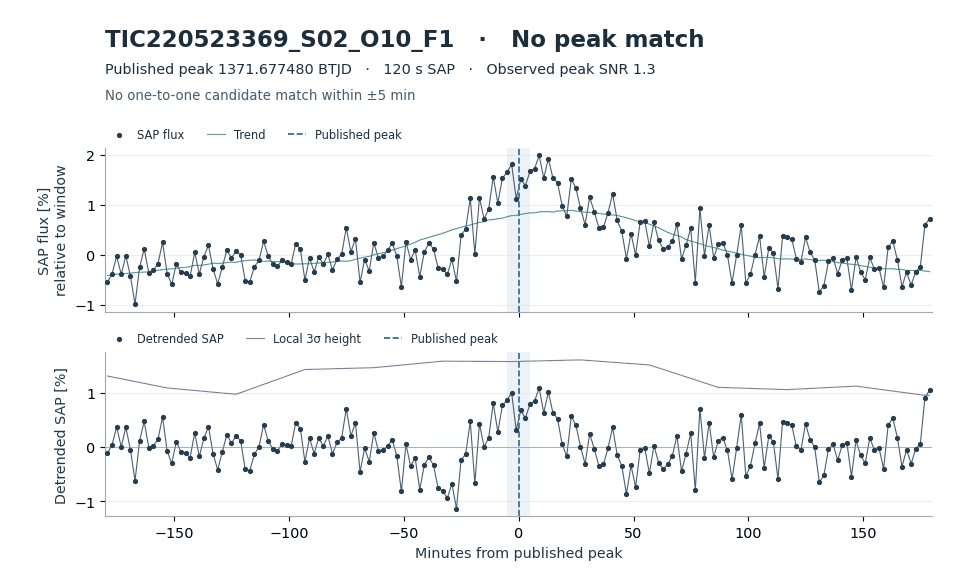 TIC220523369_S02_O10_F1 · No peak match
Published peak 1371.677480 BTJD · 120 s SAP · Observed peak SNR 1.3
No one-to-one candidate match within ±5 min
SAP flux Trend Published peak
SAP flux [%]
relative to window
2
1
0
−1
Detrended SAP Local 3σ height Published peak
Detrended SAP [%]
1
0
−1
−150 −100 −50 0 50 100 150
Minutes from published peak